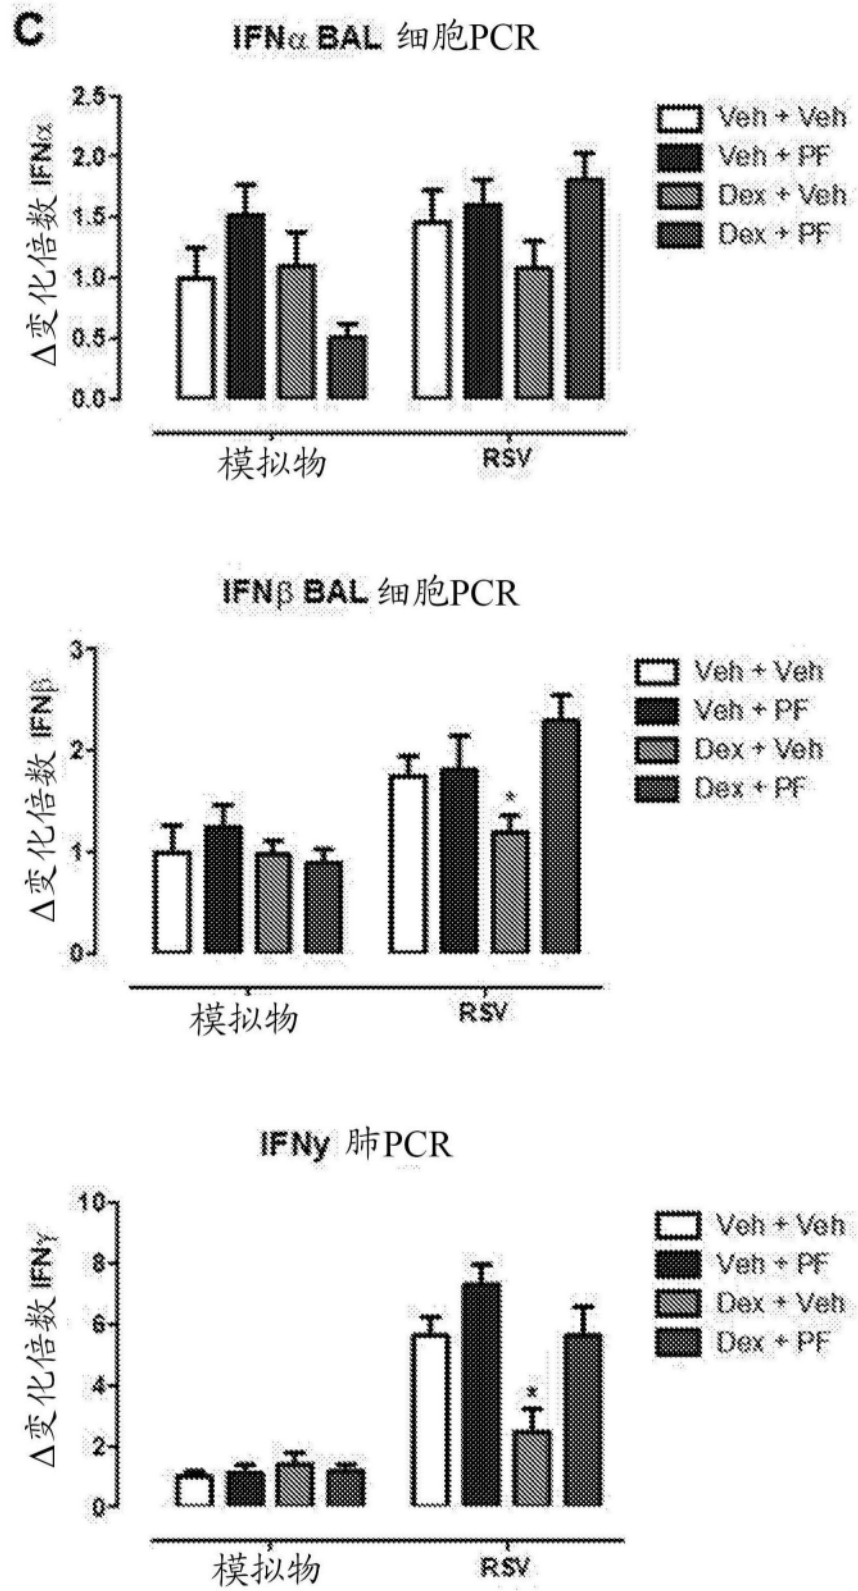 C
IFNα BAL 细胞PCR
Δ变化倍数 IFNα
2.5
2.0
1.5
1.0
0.5
0.0
Veh + Veh
Veh + PF
Dex + Veh
Dex + PF
模拟物
RSV
IFNβ BAL 细胞PCR
Δ变化倍数 IFNβ
3
2
1
0
*
Veh + Veh
Veh + PF
Dex + Veh
Dex + PF
模拟物
RSV
IFNγ 肺PCR
Δ变化倍数 IFNγ
10
8
6
4
2
0
*
Veh + Veh
Veh + PF
Dex + Veh
Dex + PF
模拟物
RSV